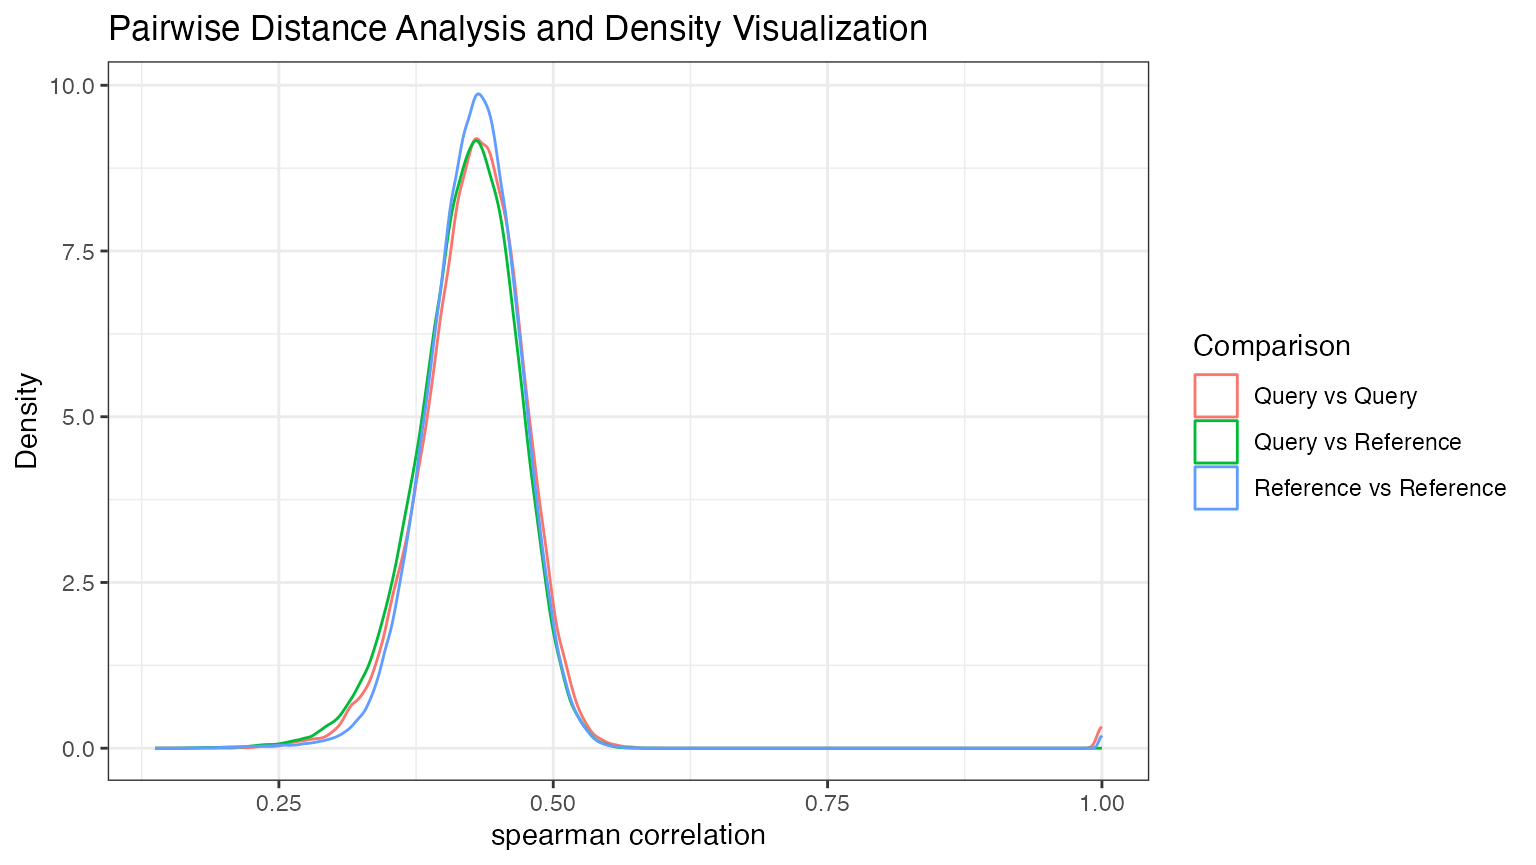 Pairwise Distance Analysis and Density Visualization
10.0
7.5
5.0
2.5
0.0
Density
0.25
0.50
0.75
1.00
spearman correlation
Comparison
Query vs Query
Query vs Reference
Reference vs Reference